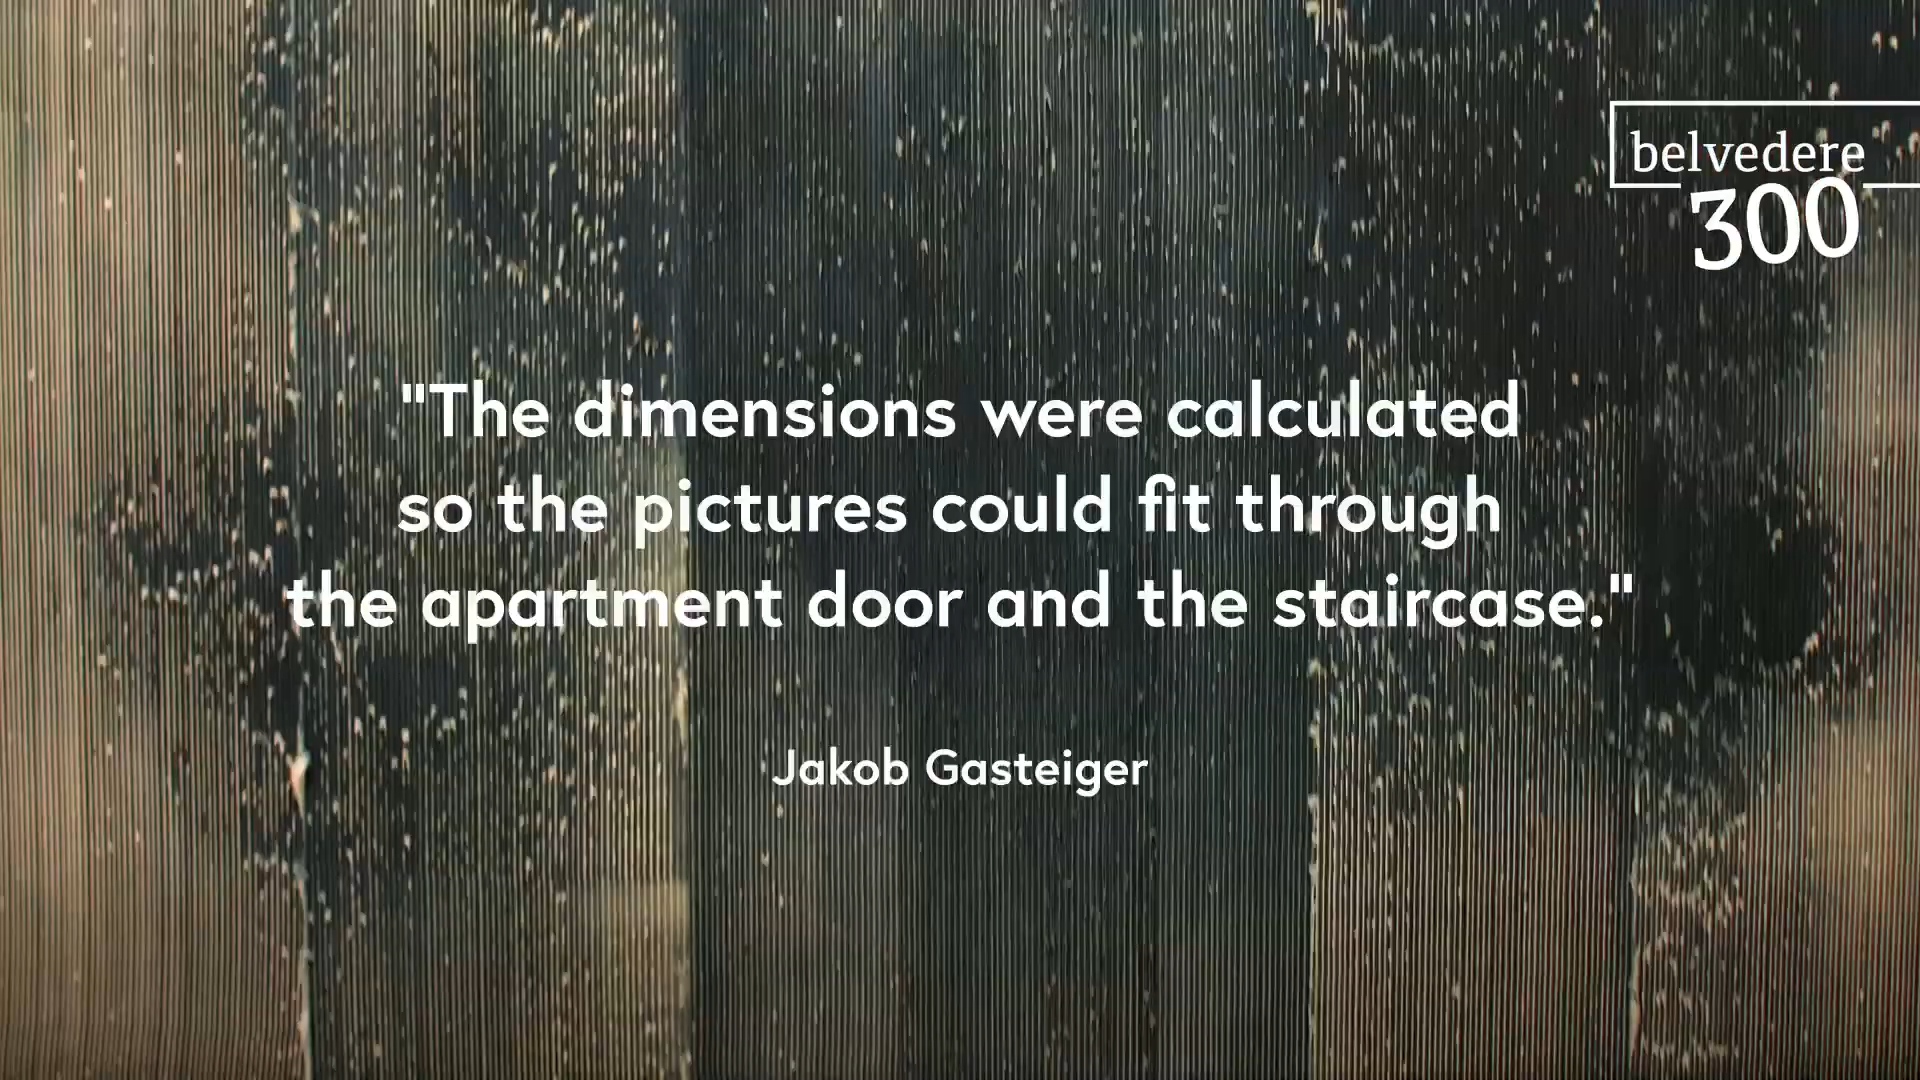 belvedere
300
"The dimensions were calculated
so the pictures could fit through
the apartment door and the staircase."
Jakob Gasteiger